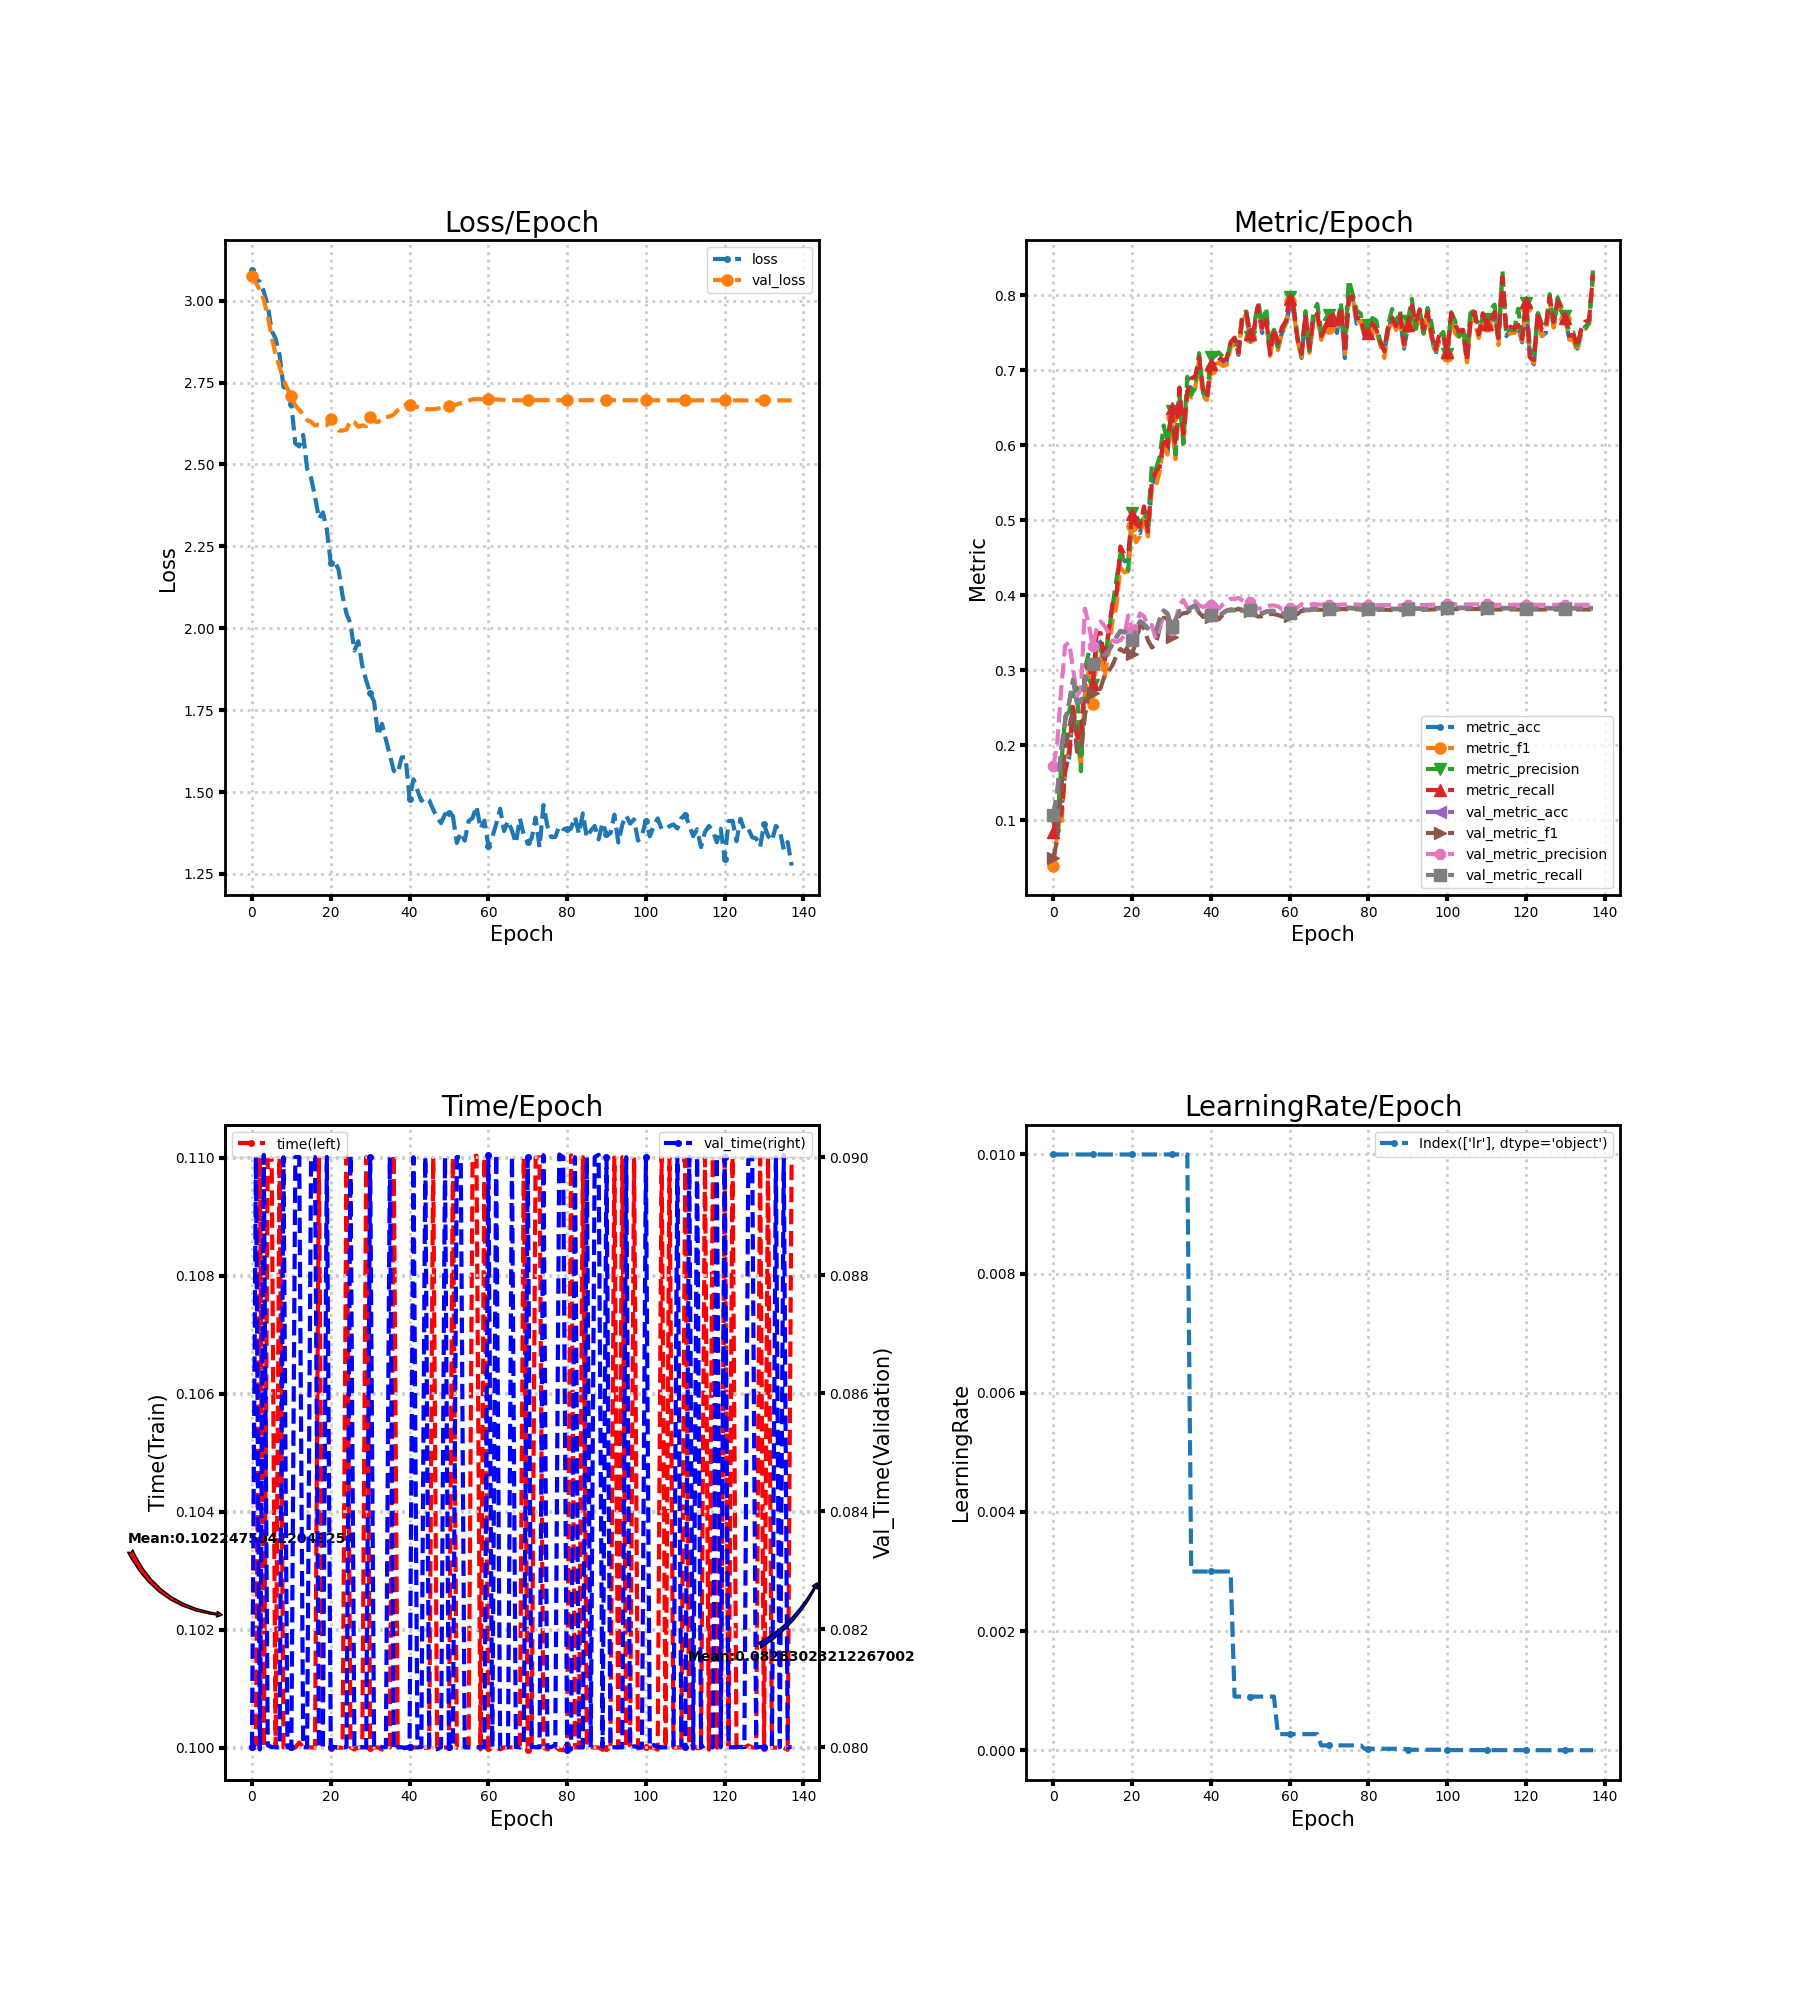 Loss/Epoch
loss
val_loss
3.00
2.75
2.50
2.25
2.00
1.75
1.50
1.25
Loss
0
20
40
60
80
100
120
140
Epoch
Metric/Epoch
0.8
0.7
0.6
0.5
0.4
0.3
0.2
0.1
Metric
metric_acc
metric_f1
metric_precision
metric_recall
val_metric_acc
val_metric_f1
val_metric_precision
val_metric_recall
0
20
40
60
80
100
120
140
Epoch
Time/Epoch
time(left)
val_time(right)
0.110
0.108
0.106
0.104
0.102
0.100
Time(Train)
0.090
0.088
0.086
0.084
0.082
0.080
Val_Time(Validation)
0
20
40
60
80
100
120
140
Epoch
LearningRate/Epoch
Index(['lr'], dtype='object')
0.010
0.008
0.006
0.004
0.002
0.000
LearningRate
0
20
40
60
80
100
120
140
Epoch